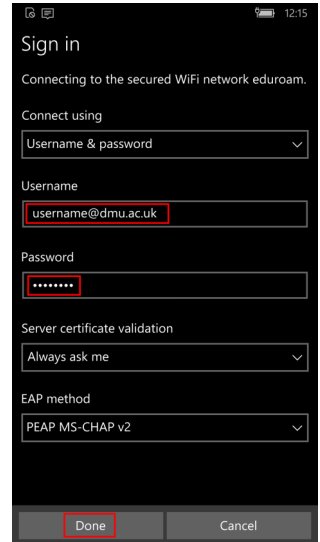 12:15
Sign in
Connecting to the secured WiFi network eduroam.
Connect using
Username & password
Username
username@dmu.ac.uk
Password
••••••••
Server certificate validation
Always ask me
EAP method
PEAP MS-CHAP v2
Done
Cancel